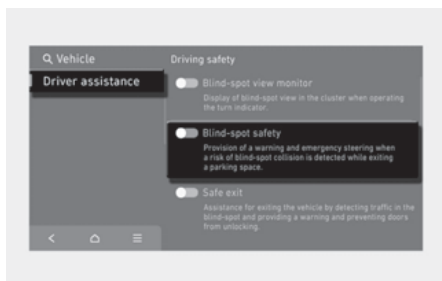 Vehicle
Driving safety
Driver assistance
Blind-spot view monitor
Display of blind-spot view in the cluster when operating
the turn indicator.
Blind-spot safety
Provision of a warning and emergency steering when
a risk of blind-spot collision is detected while exiting
a parking space.
Safe exit
Assistance for exiting the vehicle by detecting traffic in the
blind-spot and providing a warning and preventing doors
from unlocking.